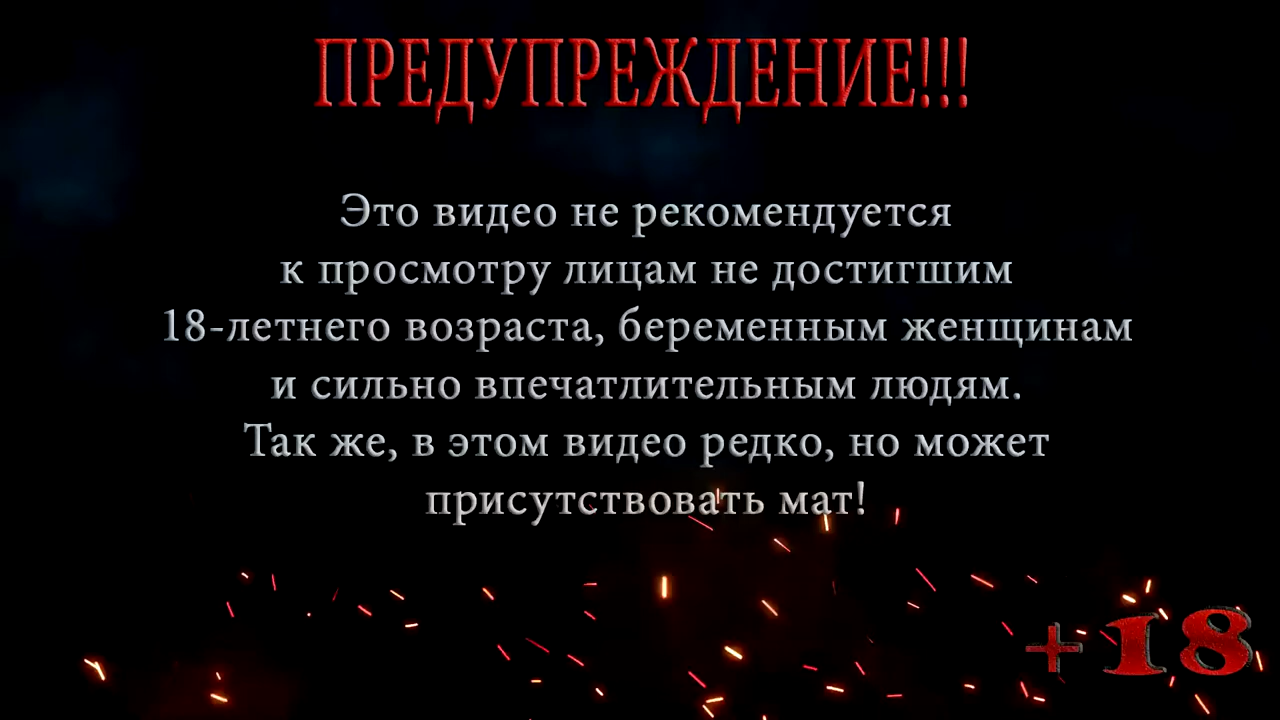 ПРЕДУПРЕЖДЕНИЕ!!!
Это видео не рекомендуется
к просмотру лицам не достигшим
18-летнего возраста, беременным женщинам
и сильно впечатлительным людям.
Так же, в этом видео редко, но может
присутствовать мат!
+18